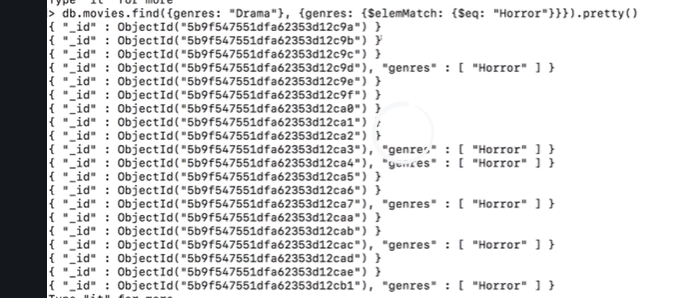 Type "it" for more
> db.movies.find({genres: "Drama"}, {genres: {$elemMatch: {$eq: "Horror"}}}).pretty()
{ "_id" : ObjectId("5b9f547551dfa62353d12c9a") }
{ "_id" : ObjectId("5b9f547551dfa62353d12c9b") }
{ "_id" : ObjectId("5b9f547551dfa62353d12c9c") }
{ "_id" : ObjectId("5b9f547551dfa62353d12c9d"), "genres" : [ "Horror" ] }
{ "_id" : ObjectId("5b9f547551dfa62353d12c9e") }
{ "_id" : ObjectId("5b9f547551dfa62353d12c9f") }
{ "_id" : ObjectId("5b9f547551dfa62353d12ca0") }
{ "_id" : ObjectId("5b9f547551dfa62353d12ca1") }
{ "_id" : ObjectId("5b9f547551dfa62353d12ca2") }
{ "_id" : ObjectId("5b9f547551dfa62353d12ca3"), "genres" : [ "Horror" ] }
{ "_id" : ObjectId("5b9f547551dfa62353d12ca4"), "genres" : [ "Horror" ] }
{ "_id" : ObjectId("5b9f547551dfa62353d12ca5") }
{ "_id" : ObjectId("5b9f547551dfa62353d12ca6") }
{ "_id" : ObjectId("5b9f547551dfa62353d12ca7"), "genres" : [ "Horror" ] }
{ "_id" : ObjectId("5b9f547551dfa62353d12caa") }
{ "_id" : ObjectId("5b9f547551dfa62353d12cab") }
{ "_id" : ObjectId("5b9f547551dfa62353d12cac"), "genres" : [ "Horror" ] }
{ "_id" : ObjectId("5b9f547551dfa62353d12cad") }
{ "_id" : ObjectId("5b9f547551dfa62353d12cae") }
{ "_id" : ObjectId("5b9f547551dfa62353d12cb1"), "genres" : [ "Horror" ] }
Type "it" for more